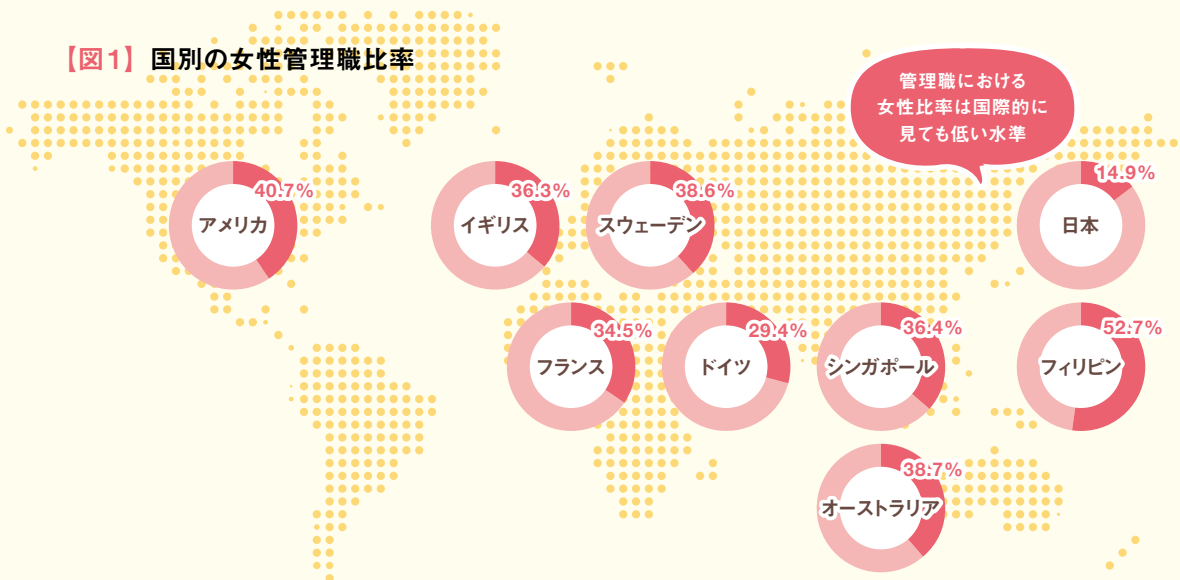 【図1】 国別の女性管理職比率
管理職における
女性比率は国際的に
見ても低い水準
40.7%
アメリカ
36.3%
イギリス
38.6%
スウェーデン
14.9%
日本
34.5%
フランス
29.4%
ドイツ
36.4%
シンガポール
52.7%
フィリピン
38.7%
オーストラリア